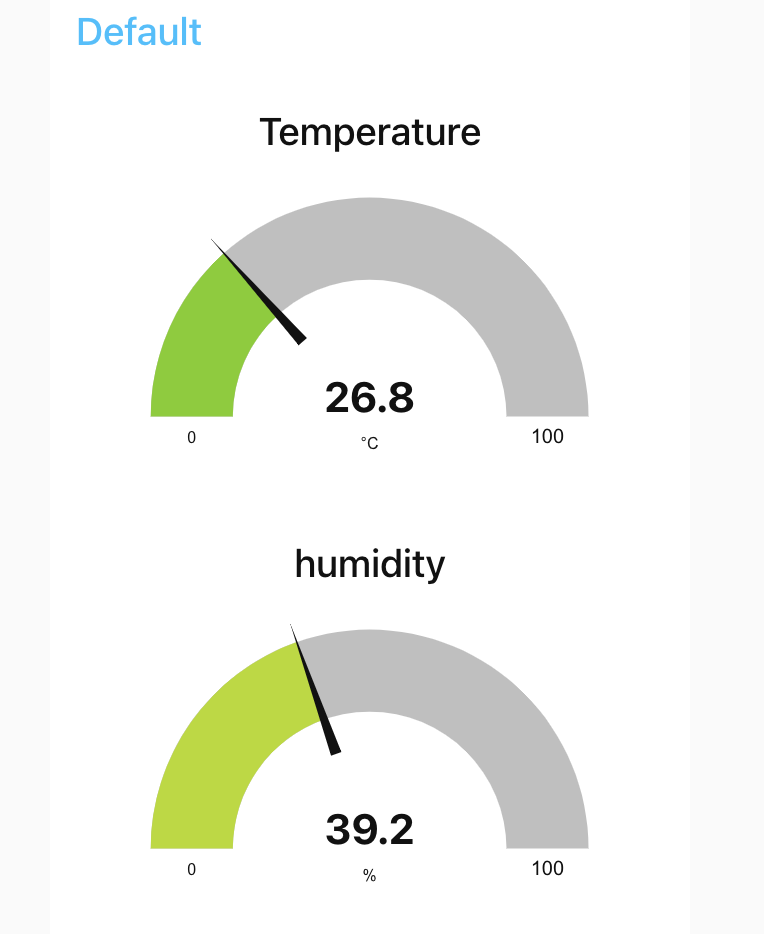 Default
Temperature
26.8
0
°C
100
humidity
39.2
0
%
100